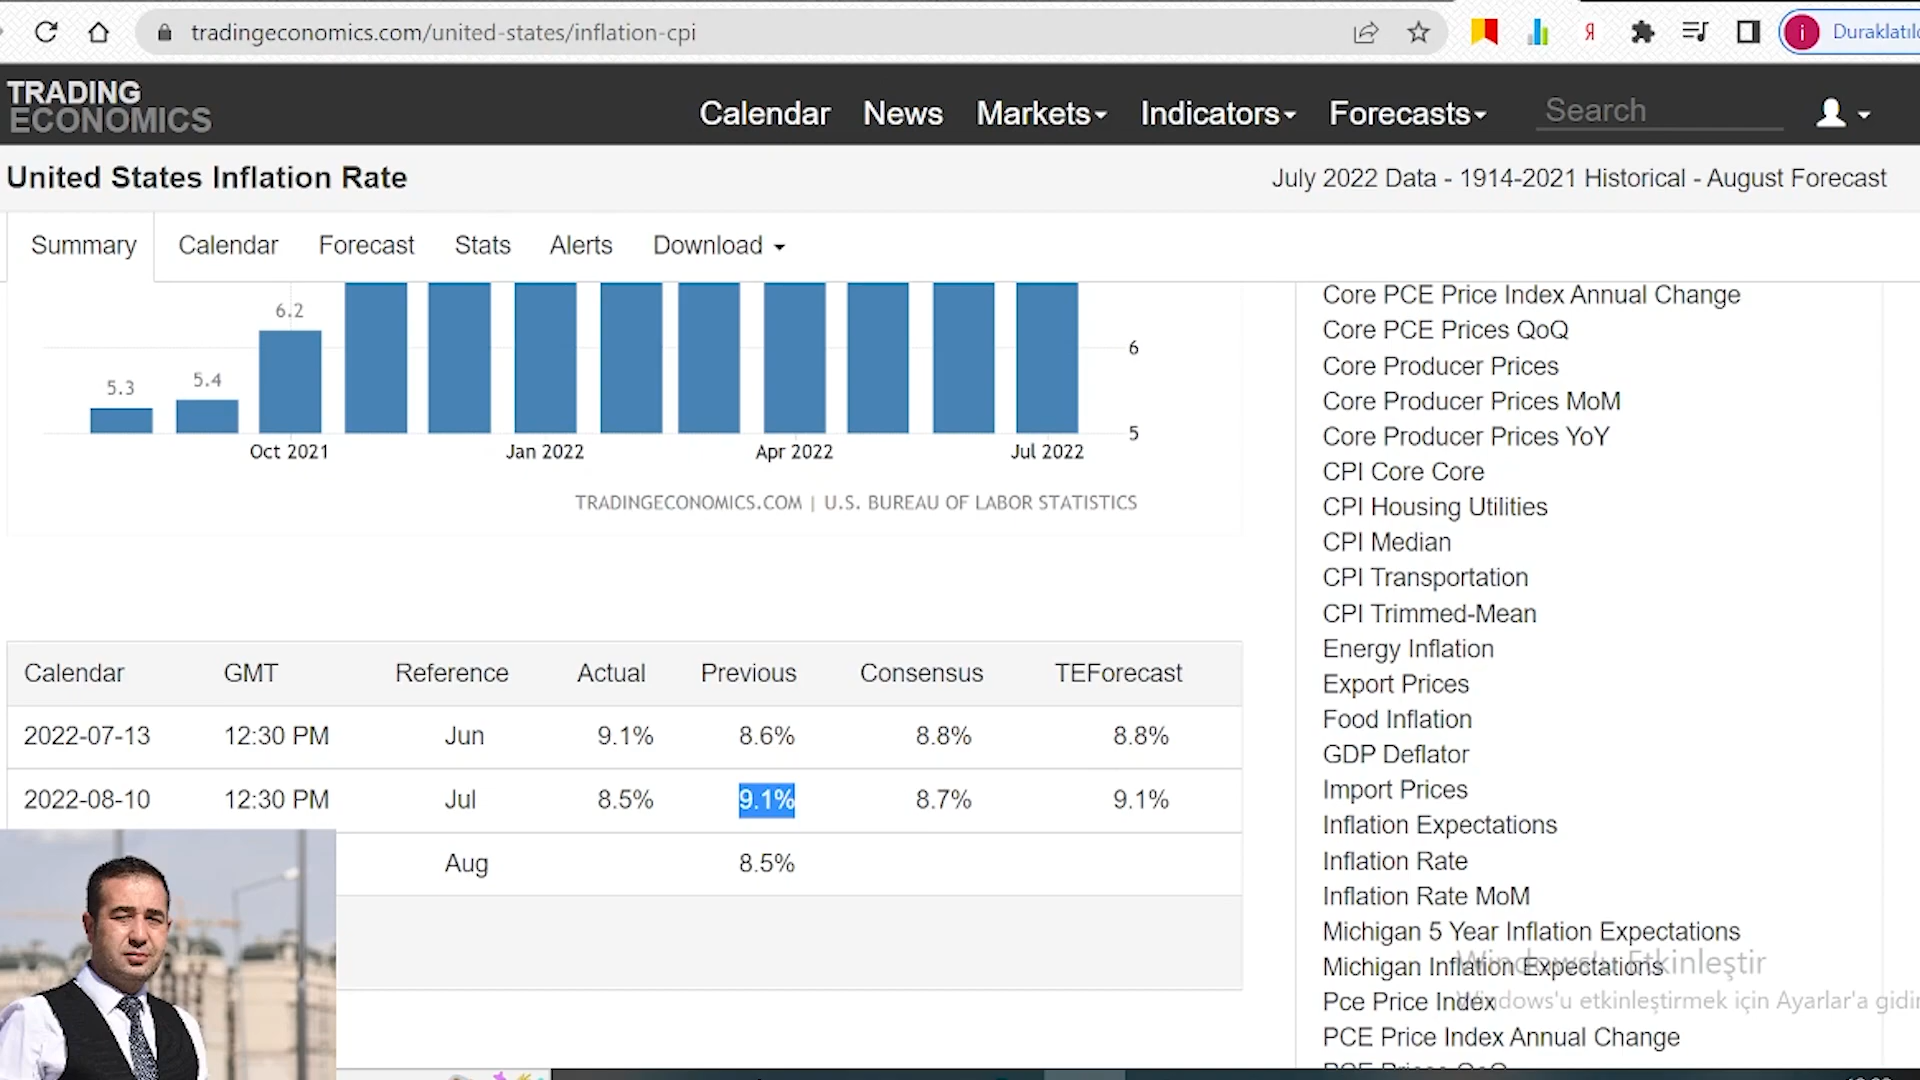 tradingeconomics.com/united-states/inflation-cpi
Я
i
TRADING
ECONOMICS
Calendar News Markets Indicators Forecasts Search
United States Inflation Rate
July 2022 Data - 1914-2021 Historical - August Forecast
Summary Calendar Forecast Stats Alerts Download
6.2
5.3 5.4
6
5
Oct 2021 Jan 2022 Apr 2022 Jul 2022
TRADINGECONOMICS.COM | U.S. BUREAU OF LABOR STATISTICS
Calendar GMT Reference Actual Previous Consensus TEForecast
2022-07-13 12:30 PM Jun 9.1% 8.6% 8.8% 8.8%
2022-08-10 12:30 PM Jul 8.5% 9.1% 8.7% 9.1%
Aug 8.5%
Core PCE Price Index Annual Change
Core PCE Prices QoQ
Core Producer Prices
Core Producer Prices MoM
Core Producer Prices YoY
CPI Core Core
CPI Housing Utilities
CPI Median
CPI Transportation
CPI Trimmed-Mean
Energy Inflation
Export Prices
Food Inflation
GDP Deflator
Import Prices
Inflation Expectations
Inflation Rate
Inflation Rate MoM
Michigan 5 Year Inflation Expectations
Michigan Inflation Expectations
Pce Price Index
PCE Price Index Annual Change
Windows'u Etkinleştir
Windows'u etkinleştirmek için Ayarlar'a